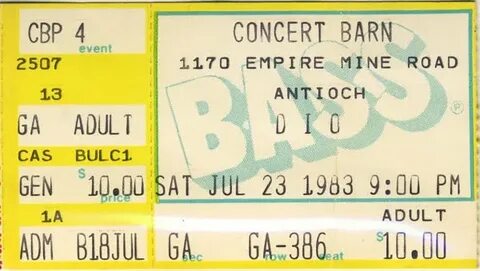 CBP 4
event
2507
13
GA ADULT
CAS BULC1
GEN $ 10.00
price
1A
ADM B18JUL
CONCERT BARN
1170 EMPIRE MINE ROAD
ANTIOCH
DIO
BASS ®
SAT JUL 23 1983 9:00 PM
ADULT
GA GA-386 $ 10.00
sec row seat